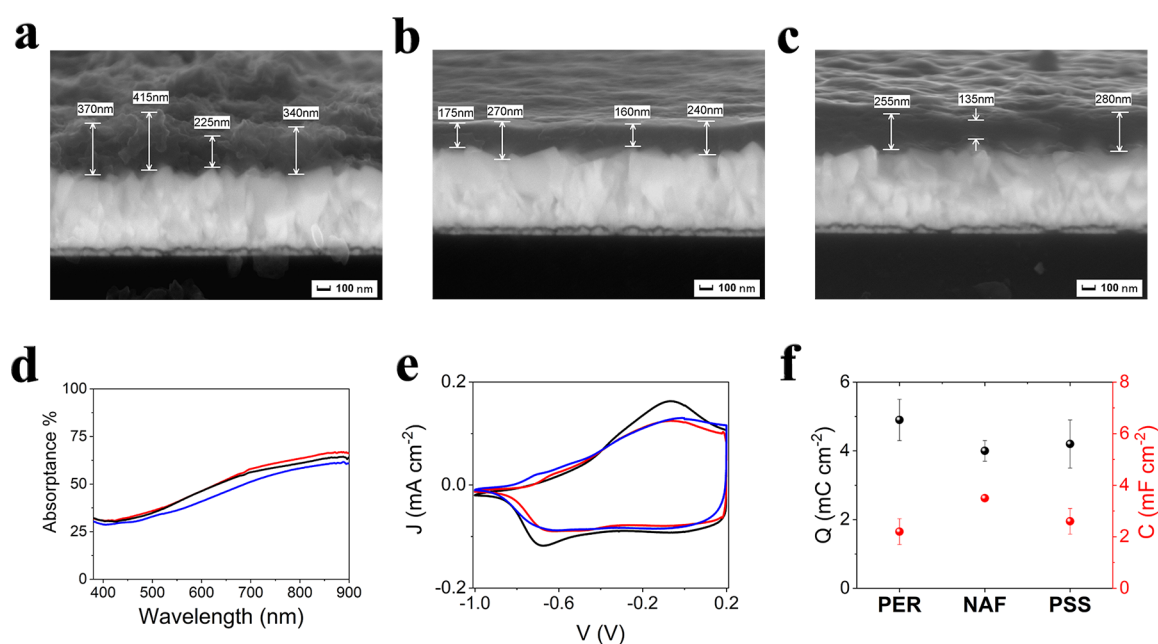 a
b
c
370nm
415nm
225nm
340nm
100 nm
175nm
270nm
160nm
240nm
100 nm
255nm
135nm
280nm
100 nm
d
Absorptance %
100
75
50
25
0
400 500 600 700 800 900
Wavelength (nm)
e
J (mA cm-2)
0.2
0.0
-0.2
-1.0 -0.6 -0.2 0.2
V (V)
f
Q (mC cm-2)
6
4
2
0
PER NAF PSS
8
6
4
2
0
C (mF cm-2)